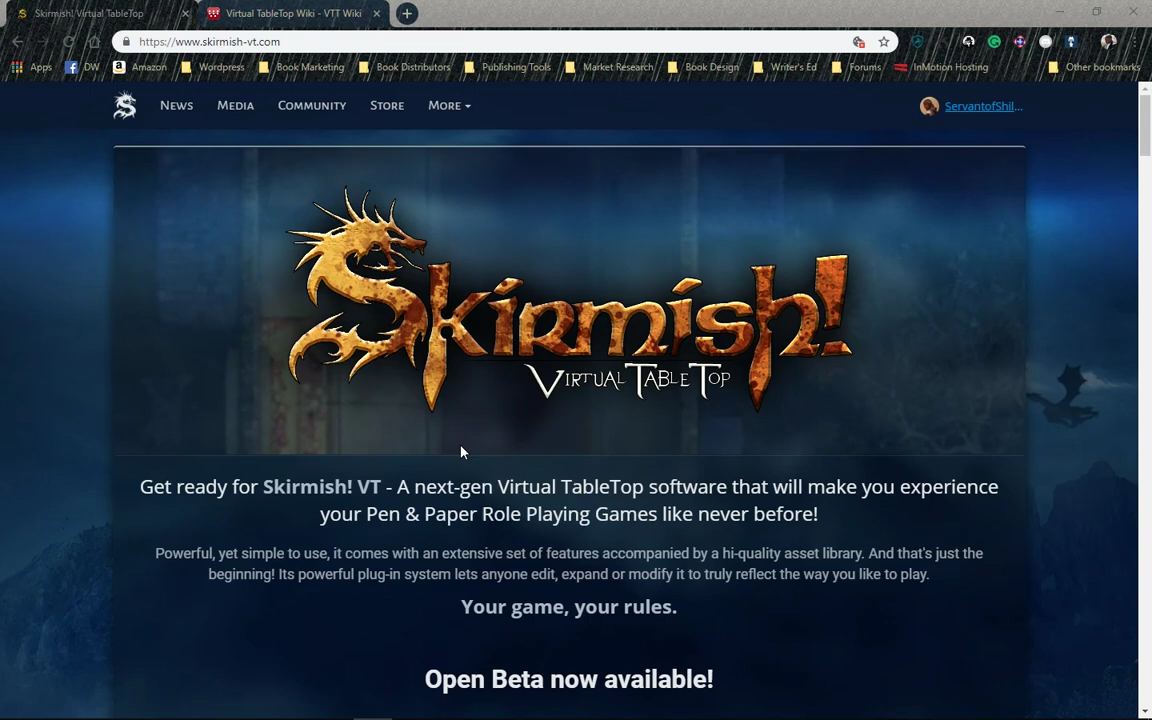 Skirmish! Virtual TableTop
Virtual TableTop Wiki - VTT Wiki
https://www.skirmish-vt.com
Apps DW Amazon Wordpress Book Marketing Book Distributors Publishing Tools Market Research Book Design Writer's Ed Forums InMotion Hosting Other bookmarks
NEWS MEDIA COMMUNITY STORE MORE ServantofShil...
Skirmish!
VIRTUAL TABLETOP
Get ready for Skirmish! VT - A next-gen Virtual TableTop software that will make you experience
your Pen & Paper Role Playing Games like never before!
Powerful, yet simple to use, it comes with an extensive set of features accompanied by a hi-quality asset library. And that's just the
beginning! Its powerful plug-in system lets anyone edit, expand or modify it to truly reflect the way you like to play.
Your game, your rules.
Open Beta now available!